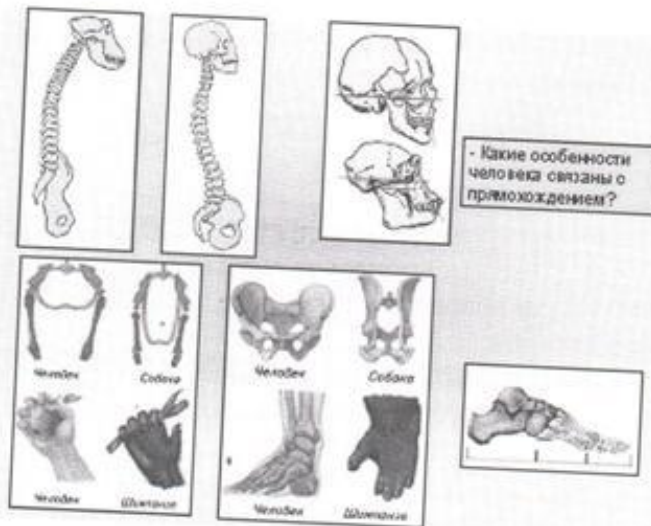 - Какие особенности
человека связаны с
прямохождением?
Человек
Собака
Человек
Шимпанзе
Человек
Собака
Человек
Шимпанзе